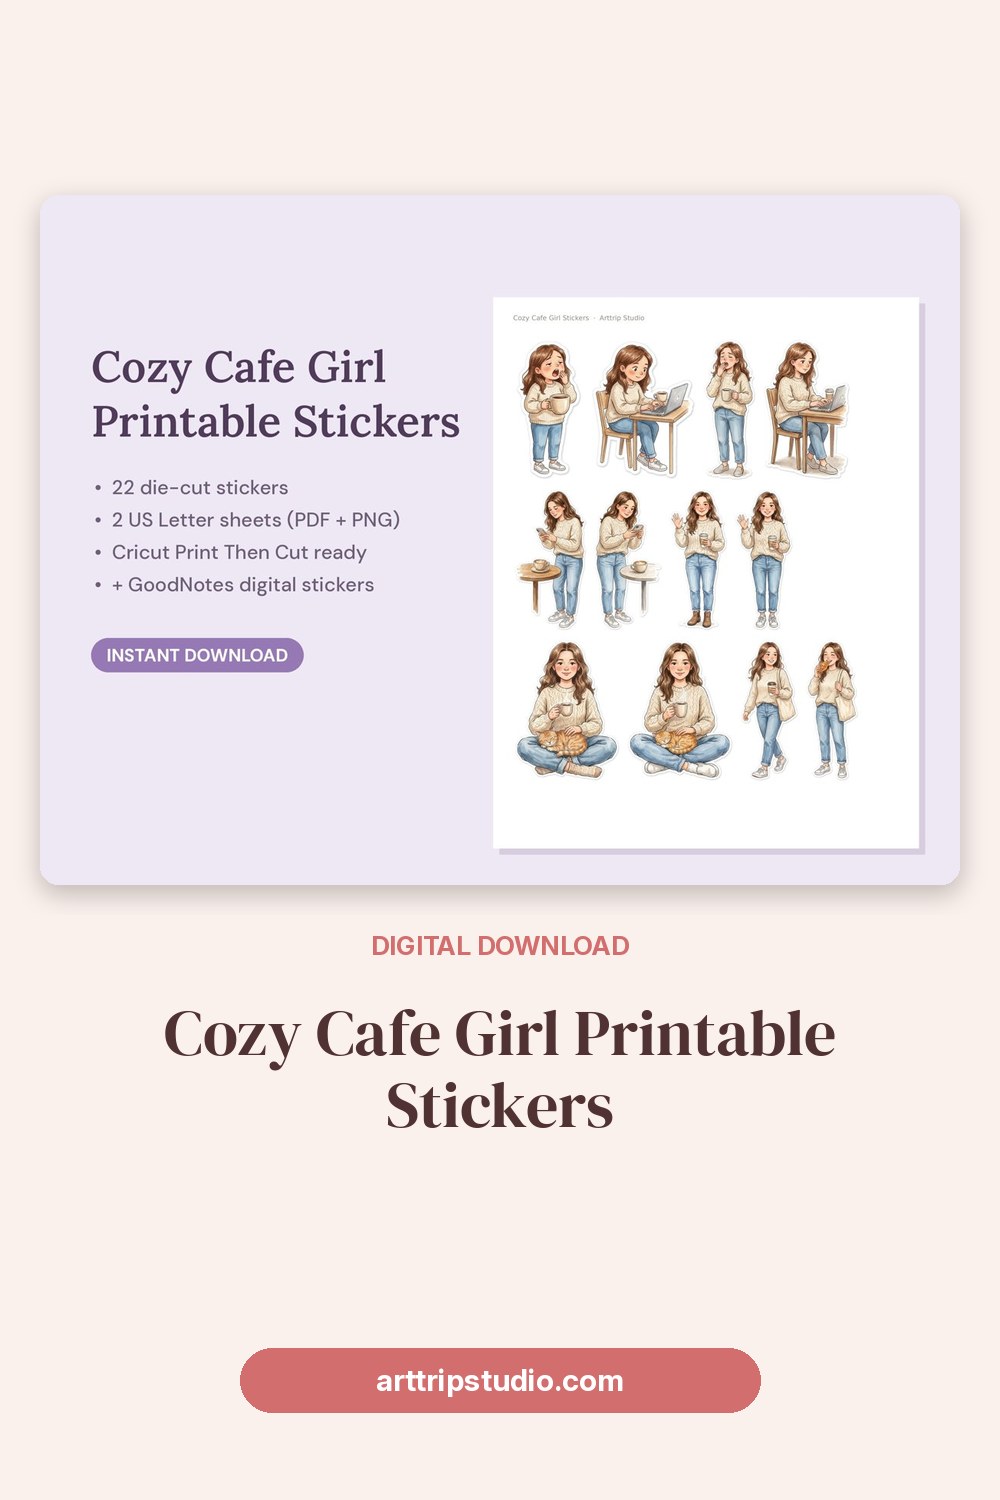 Cozy Cafe Girl
Printable Stickers
• 22 die-cut stickers
• 2 US Letter sheets (PDF + PNG)
• Cricut Print Then Cut ready
• + GoodNotes digital stickers
INSTANT DOWNLOAD
Cozy Cafe Girl Stickers - Arttrip Studio
DIGITAL DOWNLOAD
Cozy Cafe Girl Printable
Stickers
arttripstudio.com